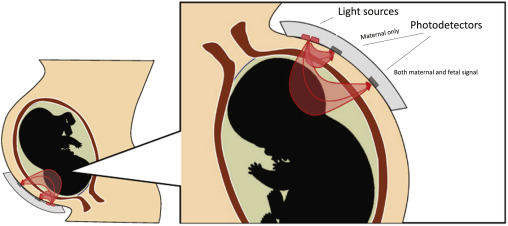 Light sources
Photodetectors
Maternal only
Both maternal and fetal signal